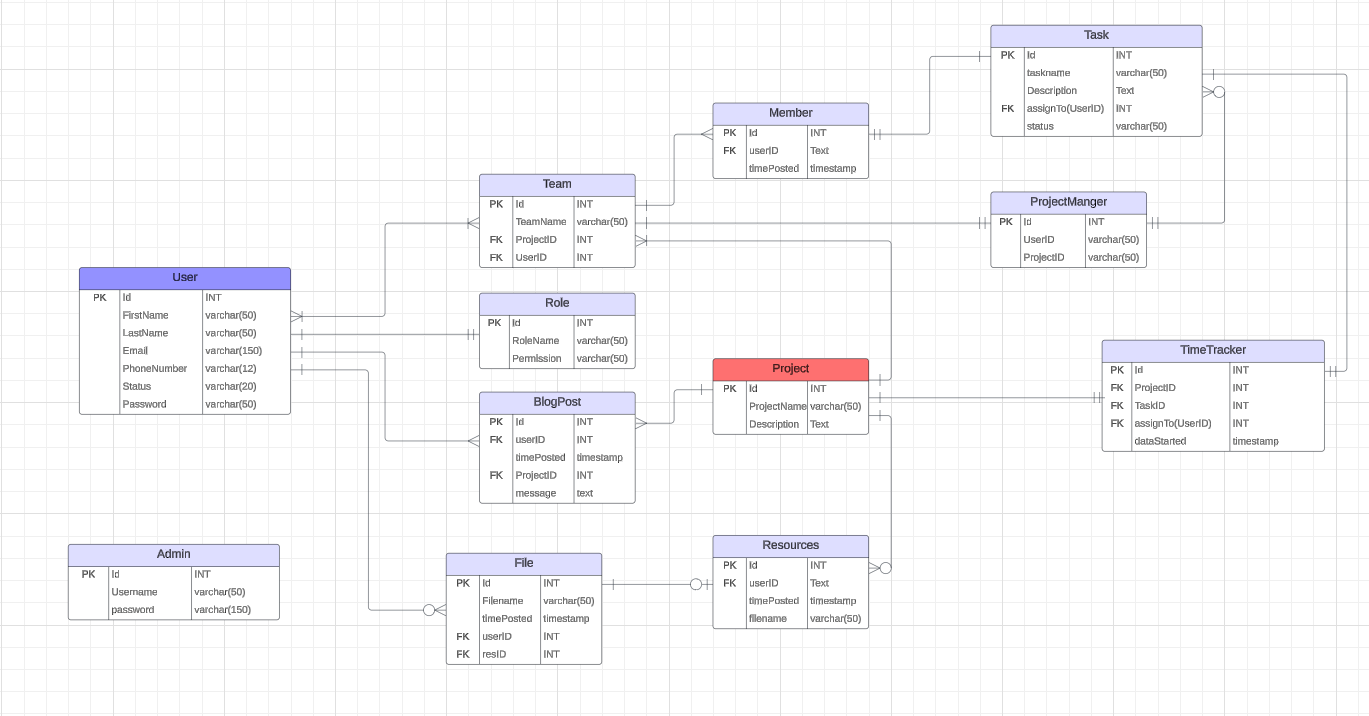 Task
PK Id INT
taskname varchar(50)
Description Text
FK assignTo(UserID) INT
status varchar(50)
Member
PK Id INT
FK userID Text
timePosted timestamp
Team
PK Id INT
TeamName varchar(50)
FK ProjectID INT
FK UserID INT
ProjectManger
PK Id INT
UserID varchar(50)
ProjectID varchar(50)
User
PK Id INT
FirstName varchar(50)
LastName varchar(50)
Email varchar(150)
PhoneNumber varchar(12)
Status varchar(20)
Password varchar(50)
Role
PK Id INT
RoleName varchar(50)
Permission varchar(50)
Project
PK Id INT
ProjectName varchar(50)
Description Text
TimeTracker
PK Id INT
FK ProjectID INT
FK TaskID INT
FK assignTo(UserID) INT
dataStarted timestamp
BlogPost
PK Id INT
FK userID INT
timePosted timestamp
FK ProjectID INT
message text
Admin
PK Id INT
Username varchar(50)
password varchar(150)
File
PK Id INT
Filename varchar(50)
timePosted timestamp
FK userID INT
FK resID INT
Resources
PK Id INT
FK userID Text
timePosted timestamp
filename varchar(50)